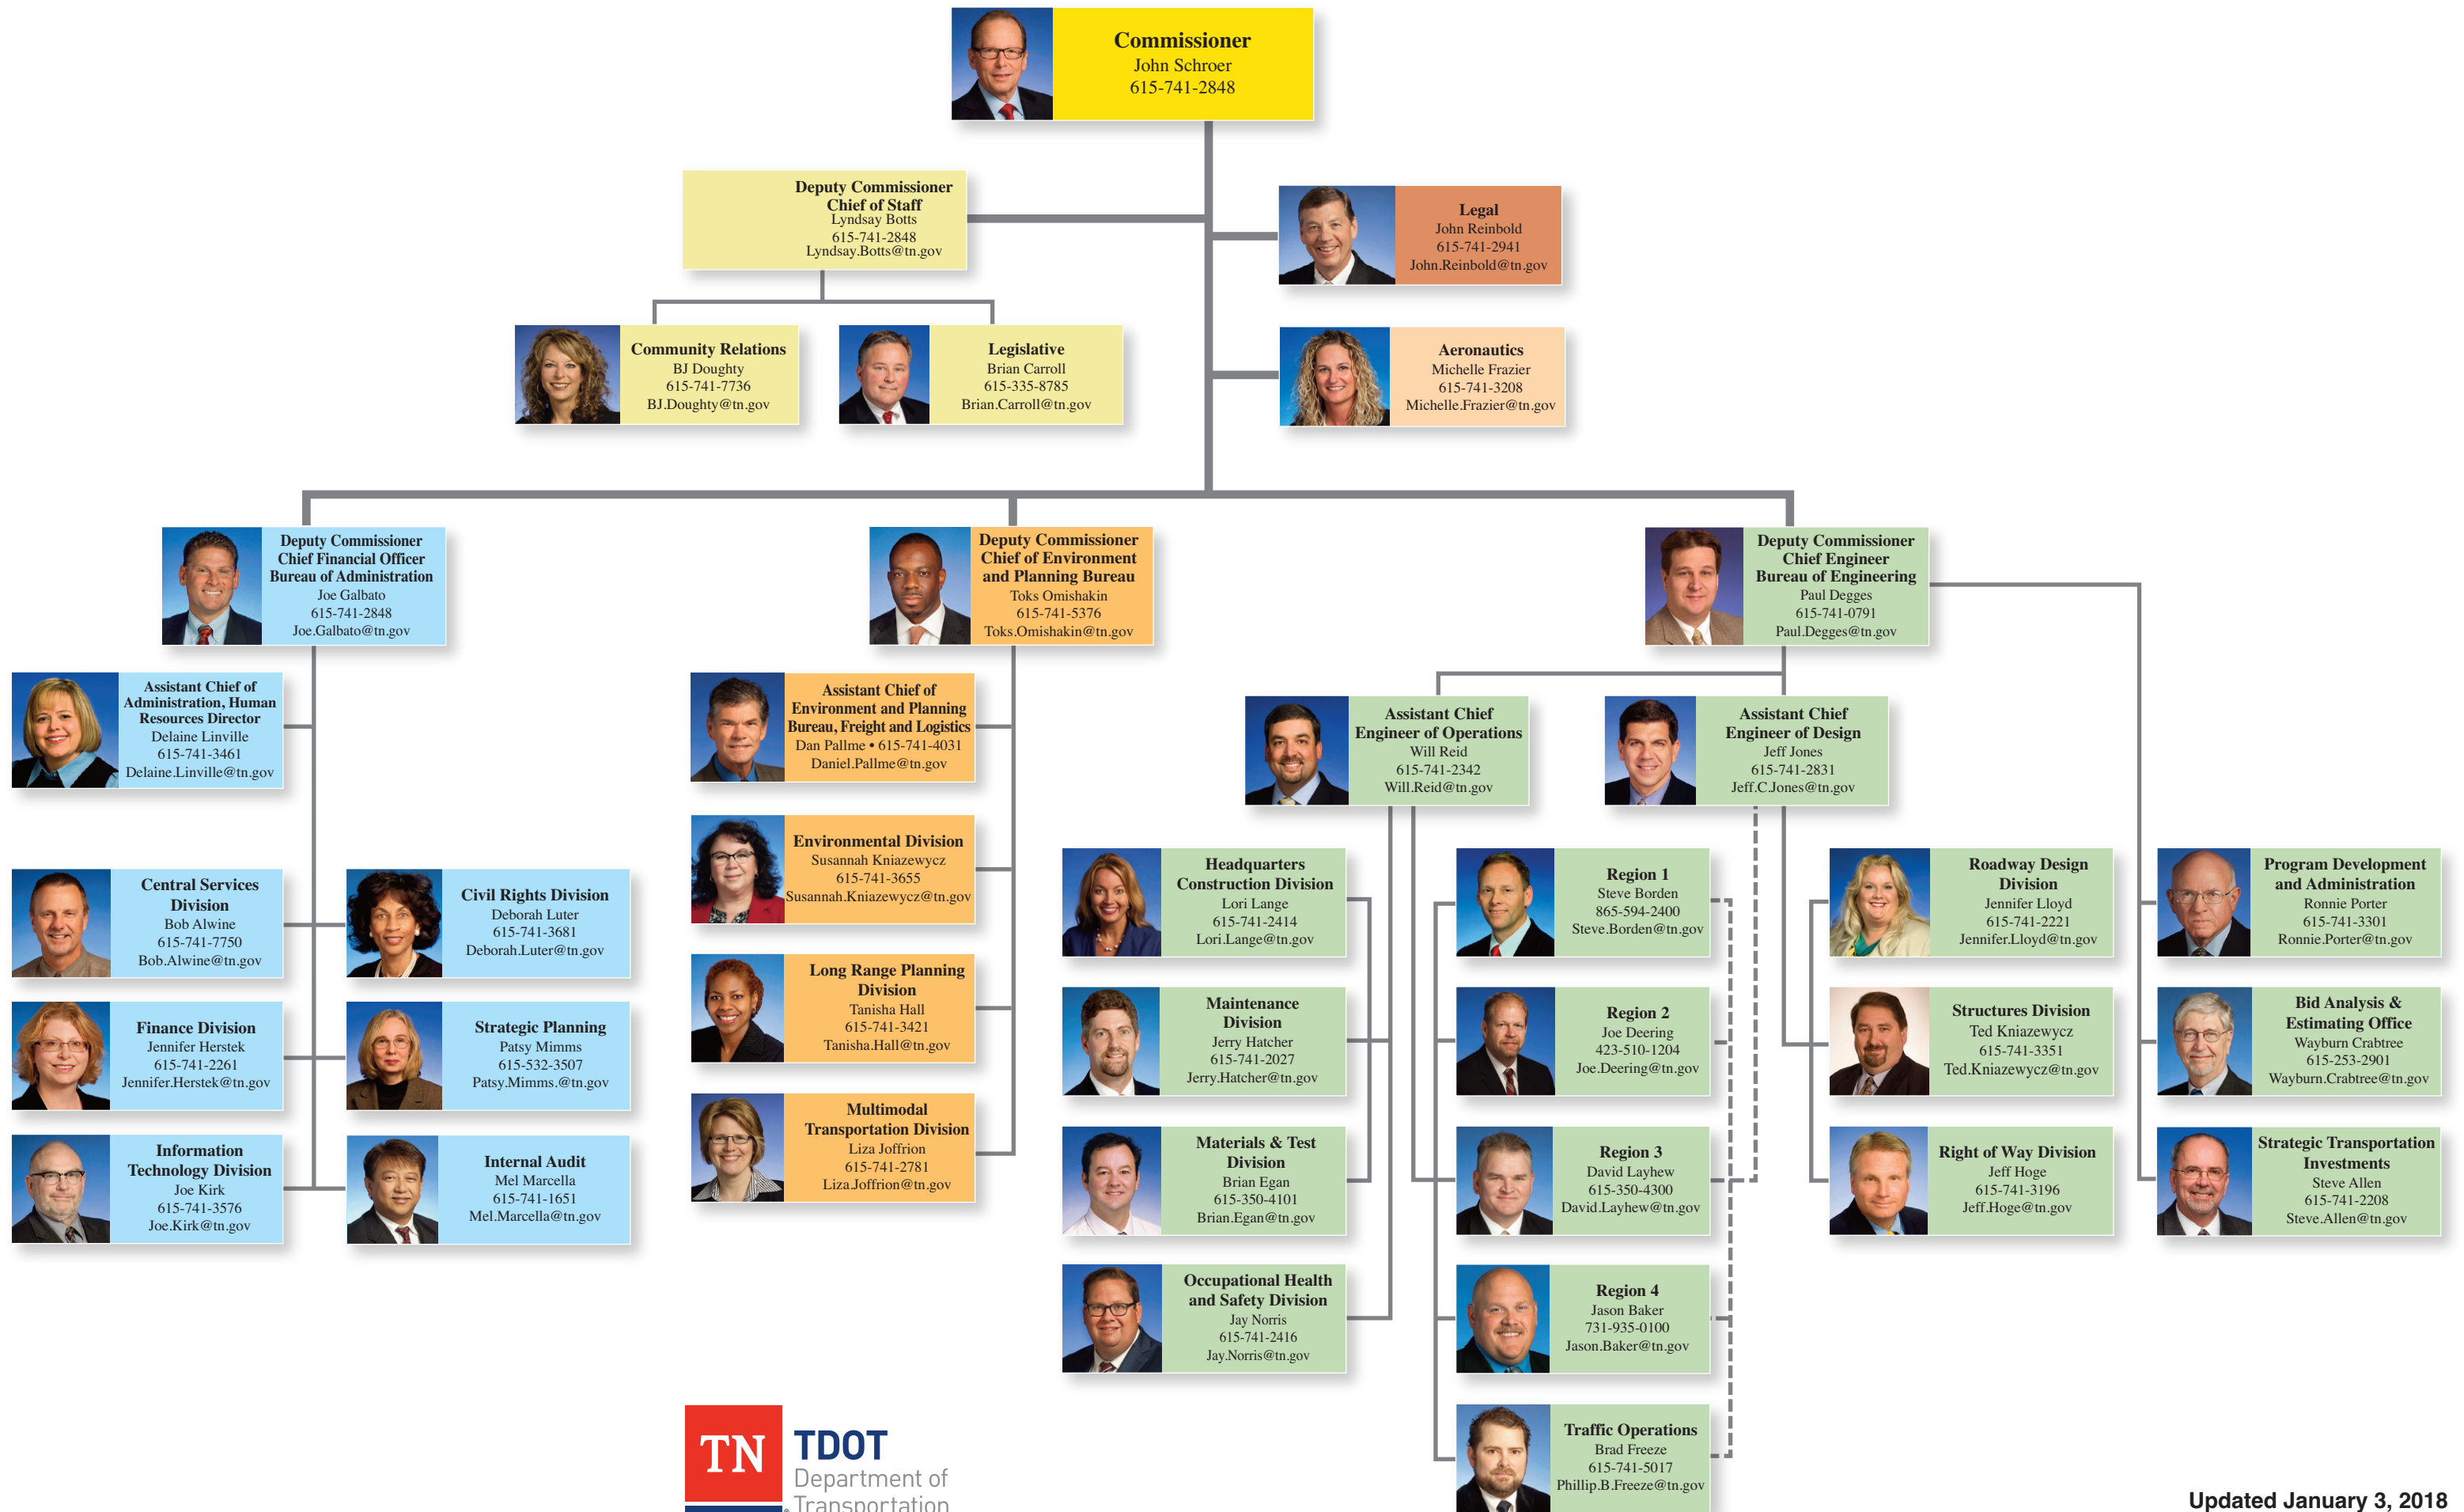 Commissioner
John Schroer
615-741-2848
Deputy Commissioner
Chief of Staff
Lyndsay Botts
615-741-2848
Lyndsay.Botts@tn.gov
Legal
John Reinbold
615-741-2941
John.Reinbold@tn.gov
Community Relations
BJ Doughty
615-741-7736
BJ.Doughty@tn.gov
Legislative
Brian Carroll
615-335-8785
Brian.Carroll@tn.gov
Aeronautics
Michelle Frazier
615-741-3208
Michelle.Frazier@tn.gov
Deputy Commissioner
Chief Financial Officer
Bureau of Administration
Joe Galbato
615-741-2848
Joe.Galbato@tn.gov
Deputy Commissioner
Chief of Environment
and Planning Bureau
Toks Omishakin
615-741-5376
Toks.Omishakin@tn.gov
Deputy Commissioner
Chief Engineer
Bureau of Engineering
Paul Degges
615-741-0791
Paul.Degges@tn.gov
Assistant Chief of
Administration, Human
Resources Director
Delaine Linville
615-741-3461
Delaine.Linville@tn.gov
Central Services
Division
Bob Alwine
615-741-7750
Bob.Alwine@tn.gov
Civil Rights Division
Deborah Luter
615-741-3681
Deborah.Luter@tn.gov
Finance Division
Jennifer Herstek
615-741-2261
Jennifer.Herstek@tn.gov
Strategic Planning
Patsy Mimms
615-532-3507
Patsy.Mimms.@tn.gov
Information
Technology Division
Joe Kirk
615-741-3576
Joe.Kirk@tn.gov
Internal Audit
Mel Marcella
615-741-1651
Mel.Marcella@tn.gov
Assistant Chief of
Environment and Planning
Bureau, Freight and Logistics
Dan Pallme • 615-741-4031
Daniel.Pallme@tn.gov
Environmental Division
Susannah Kniazewycz
615-741-3655
Susannah.Kniazewycz@tn.gov
Long Range Planning
Division
Tanisha Hall
615-741-3421
Tanisha.Hall@tn.gov
Multimodal
Transportation Division
Liza Joffrion
615-741-2781
Liza.Joffrion@tn.gov
Assistant Chief
Engineer of Operations
Will Reid
615-741-2342
Will.Reid@tn.gov
Assistant Chief
Engineer of Design
Jeff Jones
615-741-2831
Jeff.C.Jones@tn.gov
Headquarters
Construction Division
Lori Lange
615-741-2414
Lori.Lange@tn.gov
Maintenance
Division
Jerry Hatcher
615-741-2027
Jerry.Hatcher@tn.gov
Materials & Test
Division
Brian Egan
615-350-4101
Brian.Egan@tn.gov
Occupational Health
and Safety Division
Jay Norris
615-741-2416
Jay.Norris@tn.gov
Region 1
Steve Borden
865-594-2400
Steve.Borden@tn.gov
Region 2
Joe Deering
423-510-1204
Joe.Deering@tn.gov
Region 3
David Layhew
615-350-4300
David.Layhew@tn.gov
Region 4
Jason Baker
731-935-0100
Jason.Baker@tn.gov
Traffic Operations
Brad Freeze
615-741-5017
Phillip.B.Freeze@tn.gov
Roadway Design
Division
Jennifer Lloyd
615-741-2221
Jennifer.Lloyd@tn.gov
Structures Division
Ted Kniazewycz
615-741-3351
Ted.Kniazewycz@tn.gov
Right of Way Division
Jeff Hoge
615-741-3196
Jeff.Hoge@tn.gov
Program Development
and Administration
Ronnie Porter
615-741-3301
Ronnie.Porter@tn.gov
Bid Analysis &
Estimating Office
Wayburn Crabtree
615-253-2901
Wayburn.Crabtree@tn.gov
Strategic Transportation
Investments
Steve Allen
615-741-2208
Steve.Allen@tn.gov
TN
TDOT
Department of
Transportation
Updated January 3, 2018